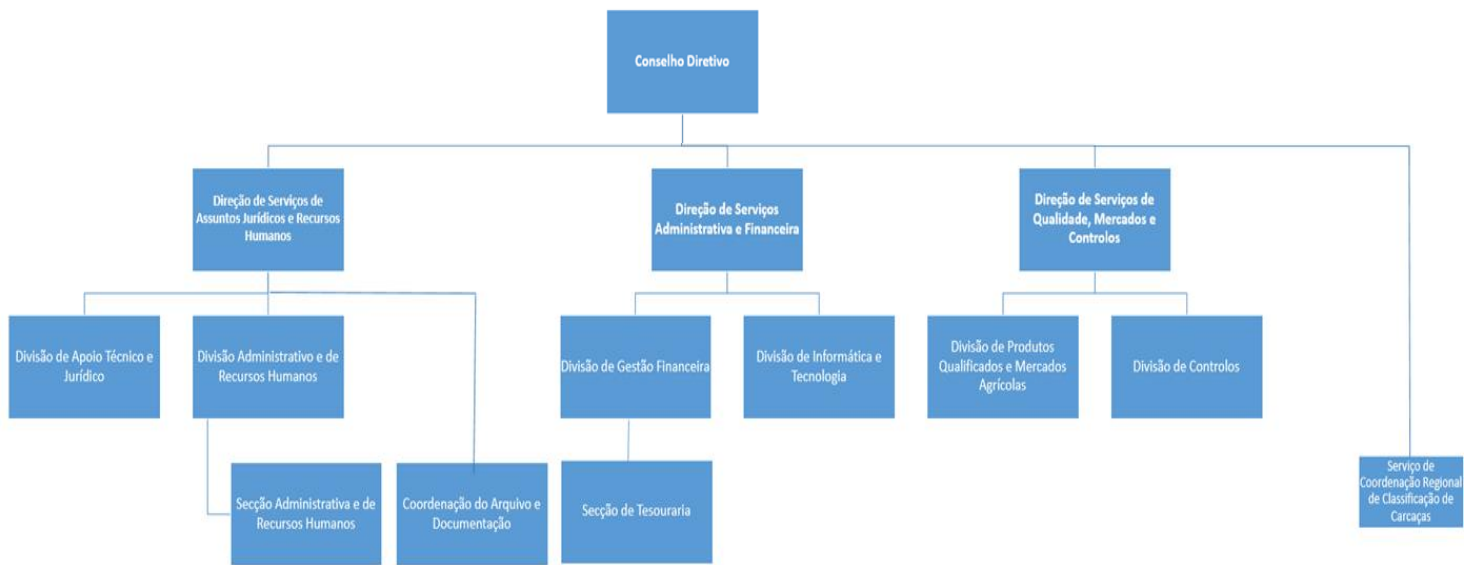 Conselho Diretivo
Direção de Serviços de
Assuntos Jurídicos e Recursos
Humanos
Direção de Serviços
Administrativa e Financeira
Direção de Serviços de
Qualidade, Mercados e
Controlos
Divisão de Apoio Técnico e
Jurídico
Divisão Administrativo e de
Recursos Humanos
Divisão de Gestão Financeira
Divisão de Informática e
Tecnologia
Divisão de Produtos
Qualificados e Mercados
Agrícolas
Divisão de Controlos
Secção Administrativa e de
Recursos Humanos
Coordenação do Arquivo e
Documentação
Secção de Tesouraria
Serviço de
Coordenação Regional
de Classificação de
Carcaças